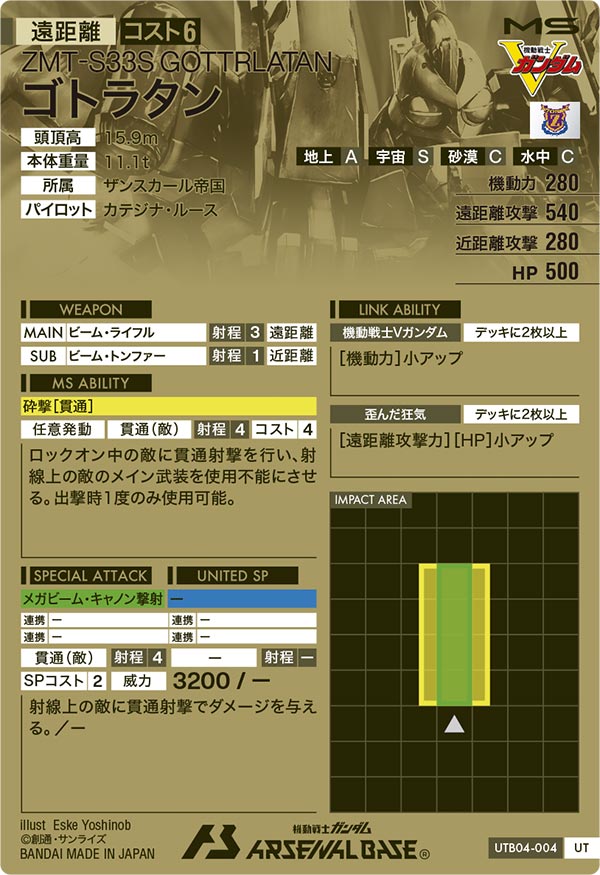 遠距離 コスト6
MS
ZMT-S33S GOTTRLATAN
機動戦士
Vガンダム
ゴトラタン
頭頂高 15.9m
本体重量 11.1t
所属 ザンスカール帝国
パイロット カテジナ・ルース
地上 A 宇宙 S 砂漠 C 水中 C
機動力 280
遠距離攻撃 540
近距離攻撃 280
HP 500
WEAPON
MAIN ビーム・ライフル 射程 3 遠距離
SUB ビーム・トンファー 射程 1 近距離
MS ABILITY
砕撃[貫通]
任意発動 貫通(敵) 射程 4 コスト 4
ロックオン中の敵に貫通射撃を行い、射
線上の敵のメイン武装を使用不能にさせ
る。出撃時1度のみ使用可能。
SPECIAL ATTACK UNITED SP
メガビーム・キャノン撃射 ー
連携 ー 連携 ー
連携 ー 連携 ー
貫通(敵) 射程 4 ー 射程 ー
SPコスト 2 威力 3200 / ー
射線上の敵に貫通射撃でダメージを与え
る。/ー
LINK ABILITY
機動戦士Vガンダム デッキに2枚以上
[機動力]小アップ
歪んだ狂気 デッキに2枚以上
[遠距離攻撃力][HP]小アップ
IMPACT AREA
illust Eske Yoshinob
©創通・サンライズ
BANDAI MADE IN JAPAN
機動戦士ガンダム
ARSENAL BASE®
UTB04-004 UT